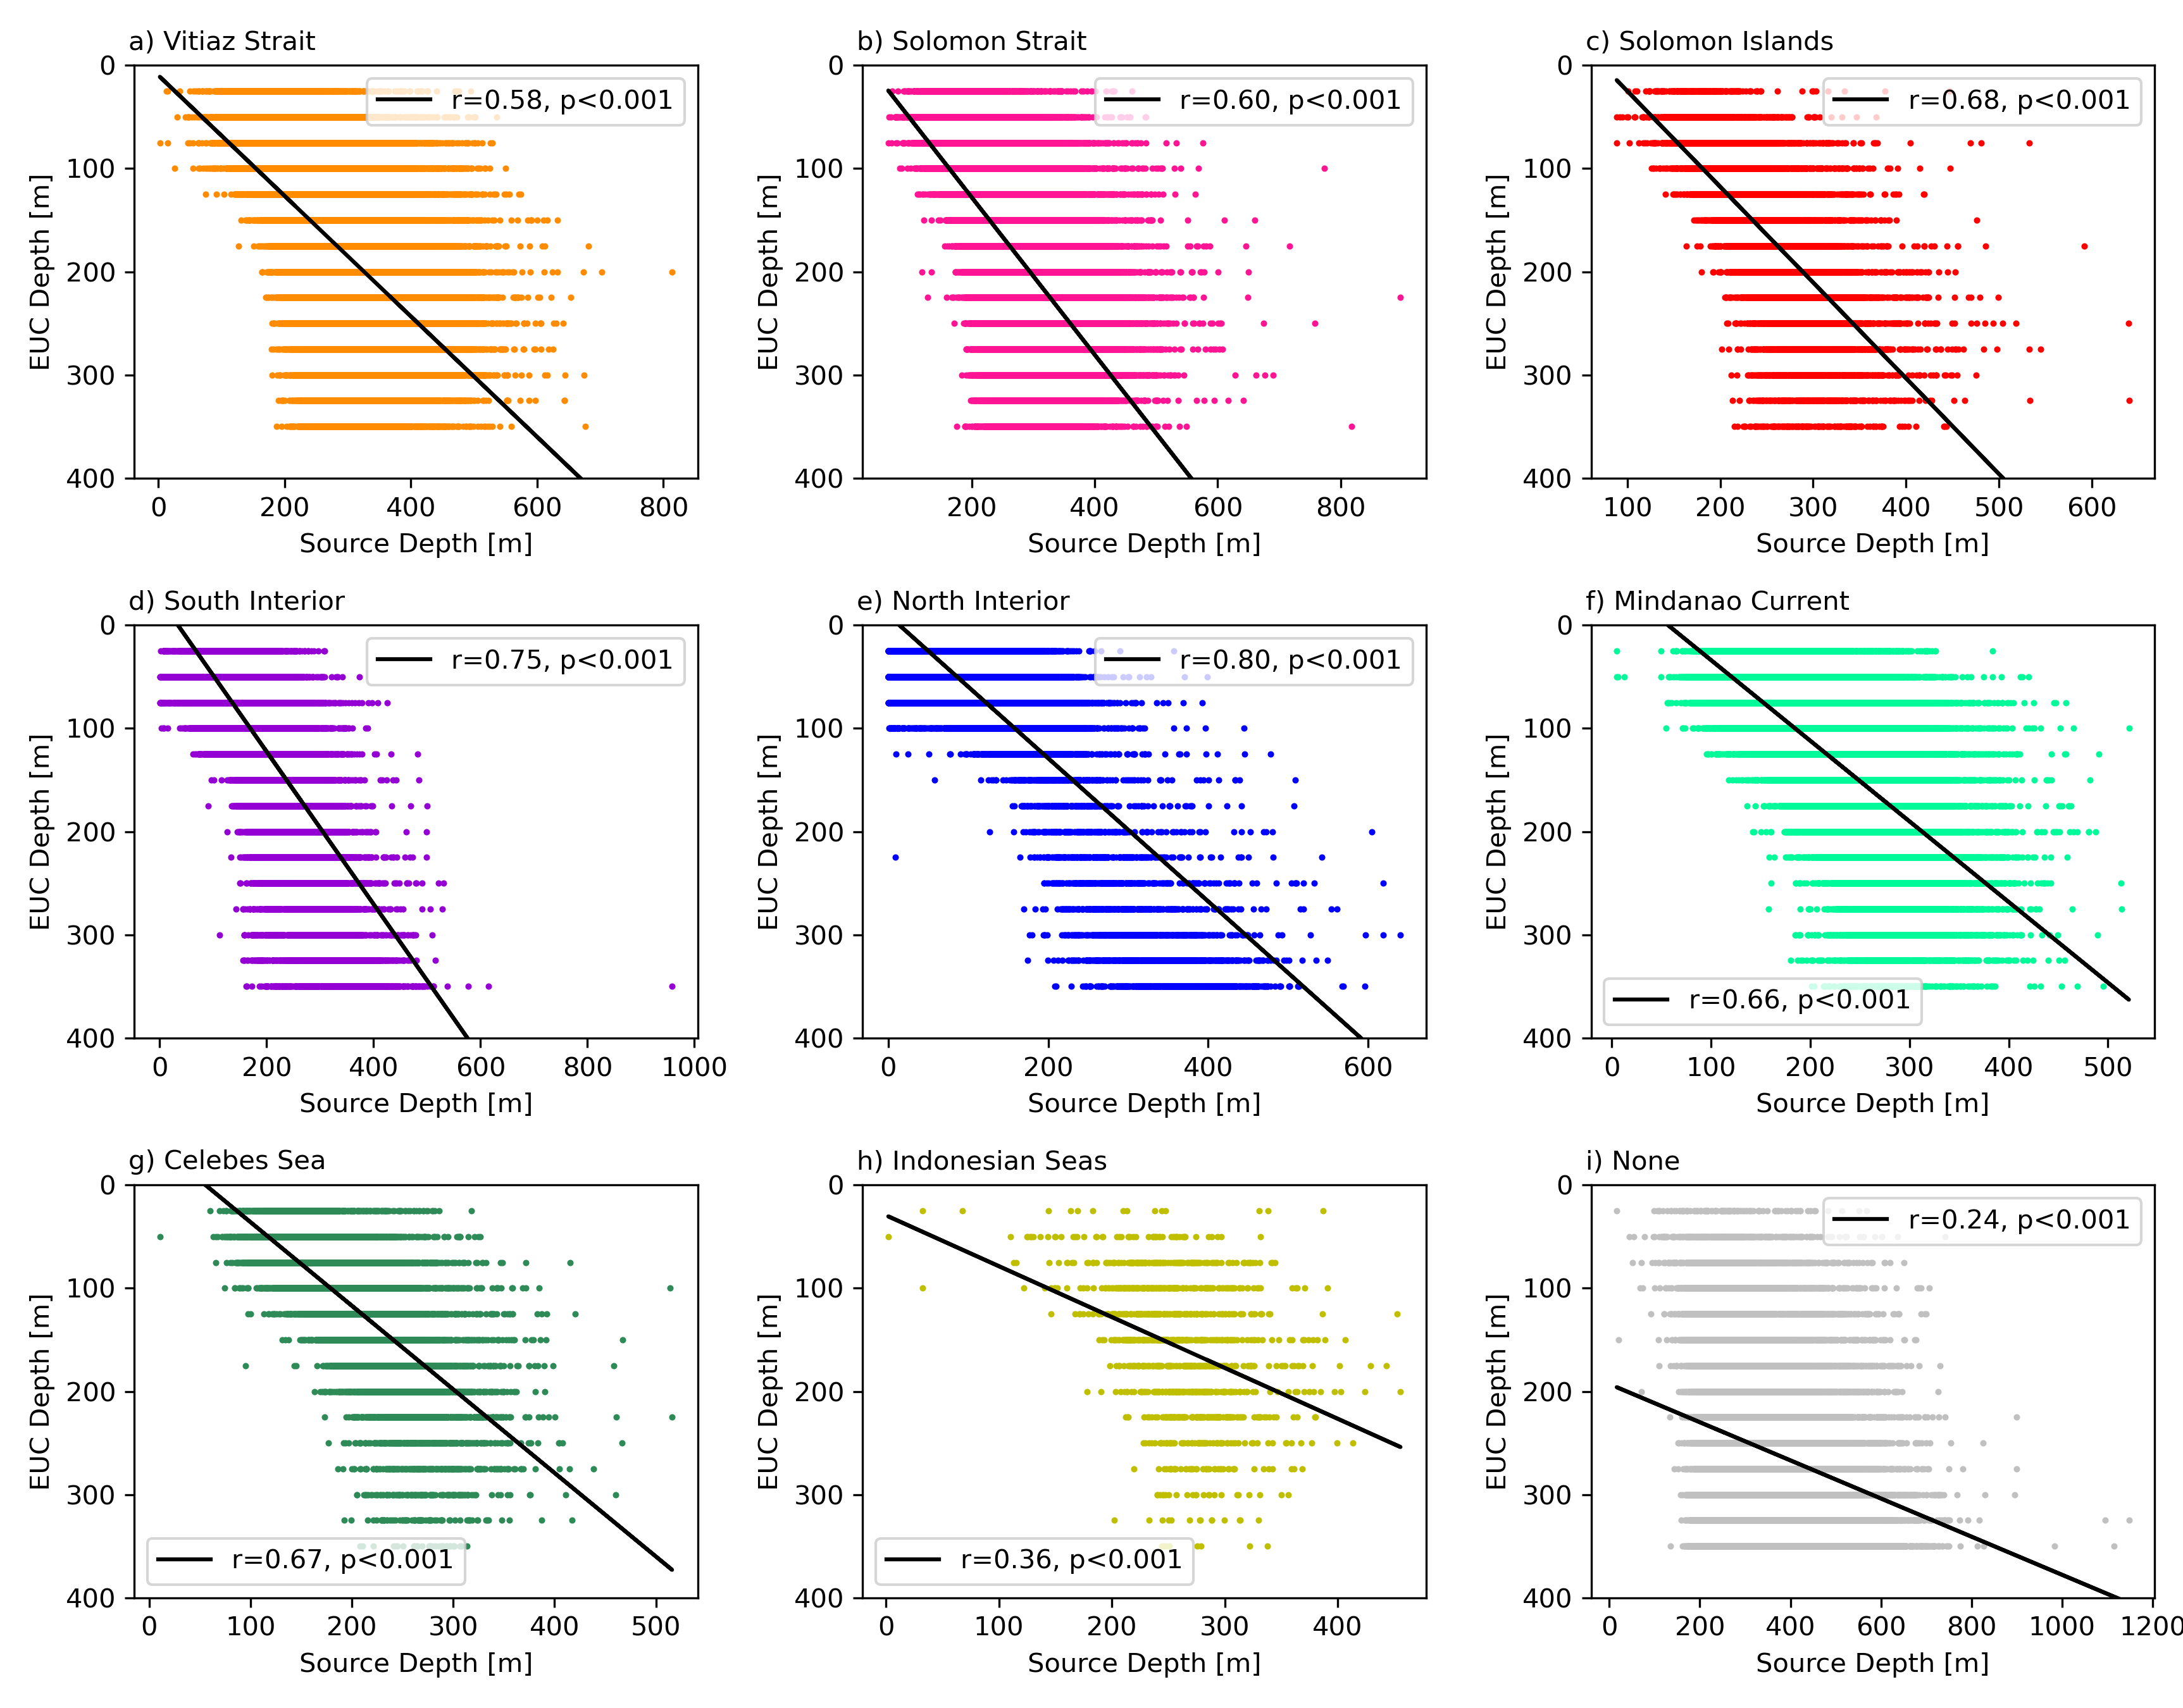 a) Vitiaz Strait
r=0.58, p<0.001
0
100
200
300
400
EUC Depth [m]
0 200 400 600 800
Source Depth [m]
b) Solomon Strait
r=0.60, p<0.001
0
100
200
300
400
EUC Depth [m]
200 400 600 800
Source Depth [m]
c) Solomon Islands
r=0.68, p<0.001
0
100
200
300
400
EUC Depth [m]
100 200 300 400 500 600
Source Depth [m]
d) South Interior
r=0.75, p<0.001
0
100
200
300
400
EUC Depth [m]
0 200 400 600 800 1000
Source Depth [m]
e) North Interior
r=0.80, p<0.001
0
100
200
300
400
EUC Depth [m]
0 200 400 600
Source Depth [m]
f) Mindanao Current
0
100
200
300
400
EUC Depth [m]
r=0.66, p<0.001
0 100 200 300 400 500
Source Depth [m]
g) Celebes Sea
0
100
200
300
400
EUC Depth [m]
r=0.67, p<0.001
0 100 200 300 400 500
Source Depth [m]
h) Indonesian Seas
0
100
200
300
400
EUC Depth [m]
r=0.36, p<0.001
0 100 200 300 400
Source Depth [m]
i) None
r=0.24, p<0.001
0
100
200
300
400
EUC Depth [m]
0 200 400 600 800 1000 1200
Source Depth [m]